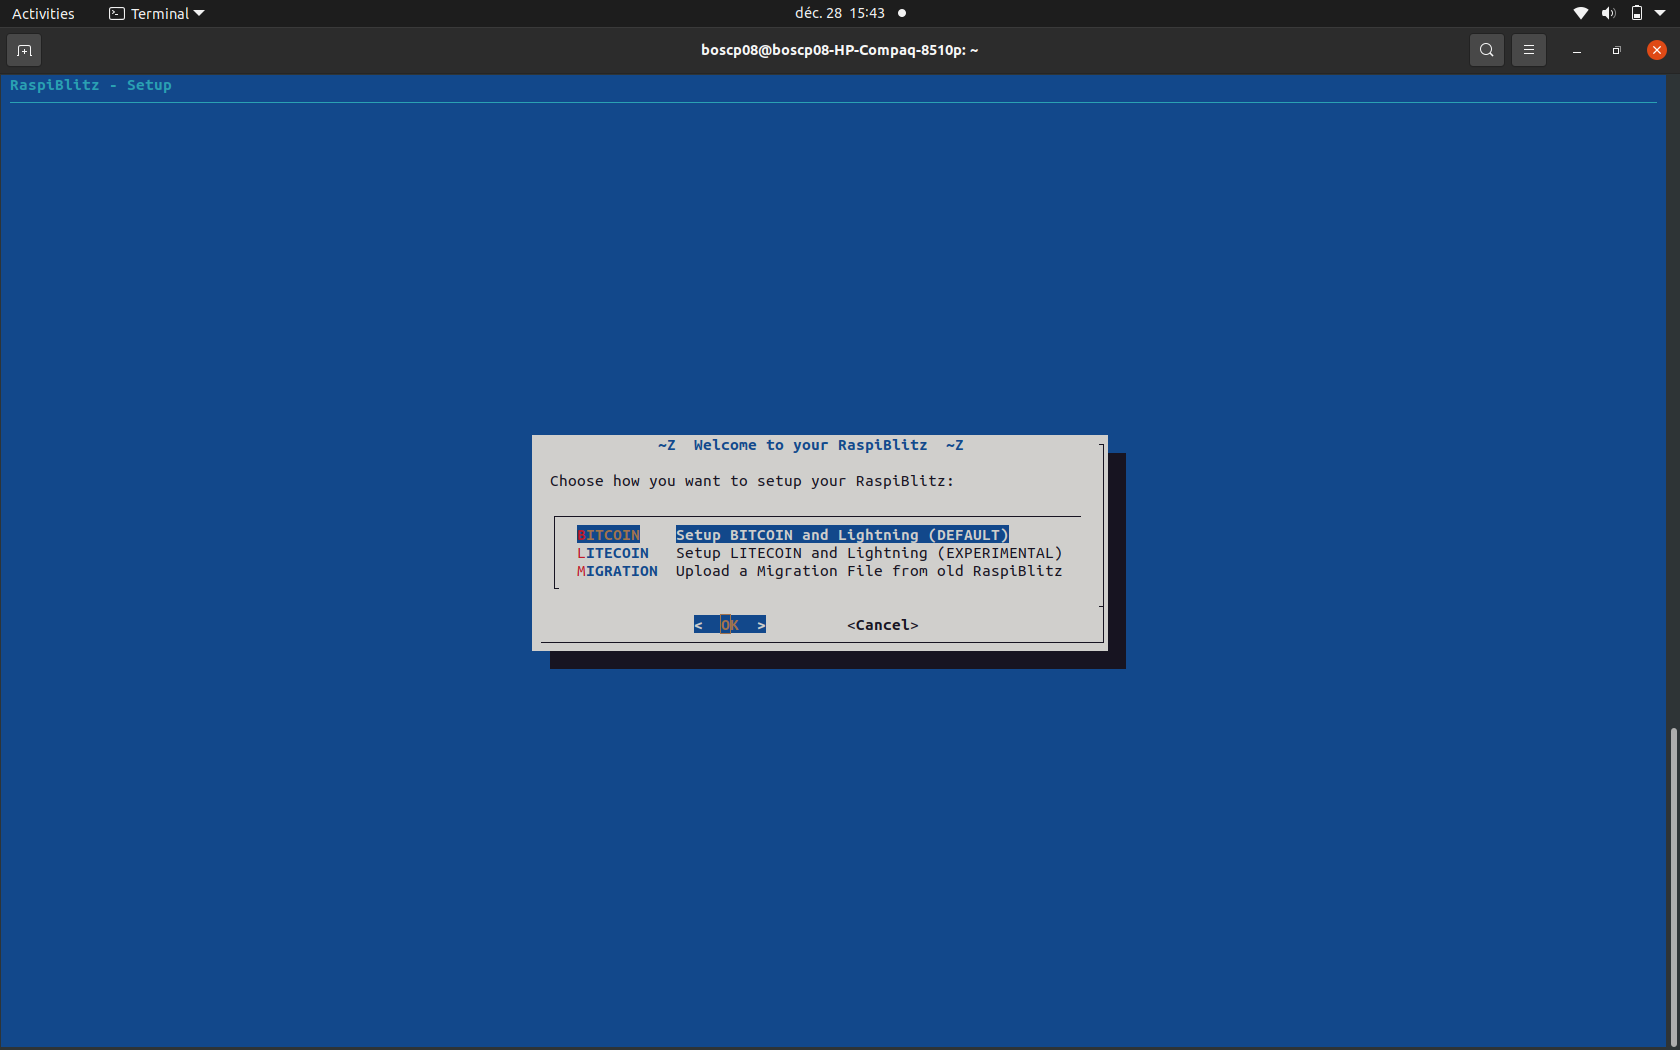 Activities Terminal déc. 28 15:43
boscp08@boscp08-HP-Compaq-8510p: ~
RaspiBlitz - Setup
~Z Welcome to your RaspiBlitz ~Z
Choose how you want to setup your RaspiBlitz:
BITCOIN Setup BITCOIN and Lightning (DEFAULT)
LITECOIN Setup LITECOIN and Lightning (EXPERIMENTAL)
MIGRATION Upload a Migration File from old RaspiBlitz
< OK > <Cancel>